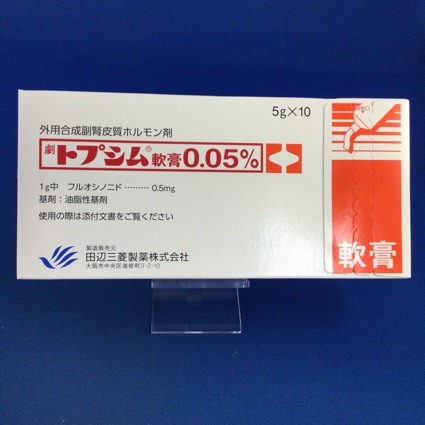 5g×10
外用合成副腎皮質ホルモン剤
劇 トプシム® 軟膏 0.05%
1g中 フルオシノニド ……… 0.5mg
基剤：油脂性基剤
使用の際は添付文書をご覧ください
製造販売元
田辺三菱製薬株式会社
大阪市中央区道修町3-2-10
軟膏